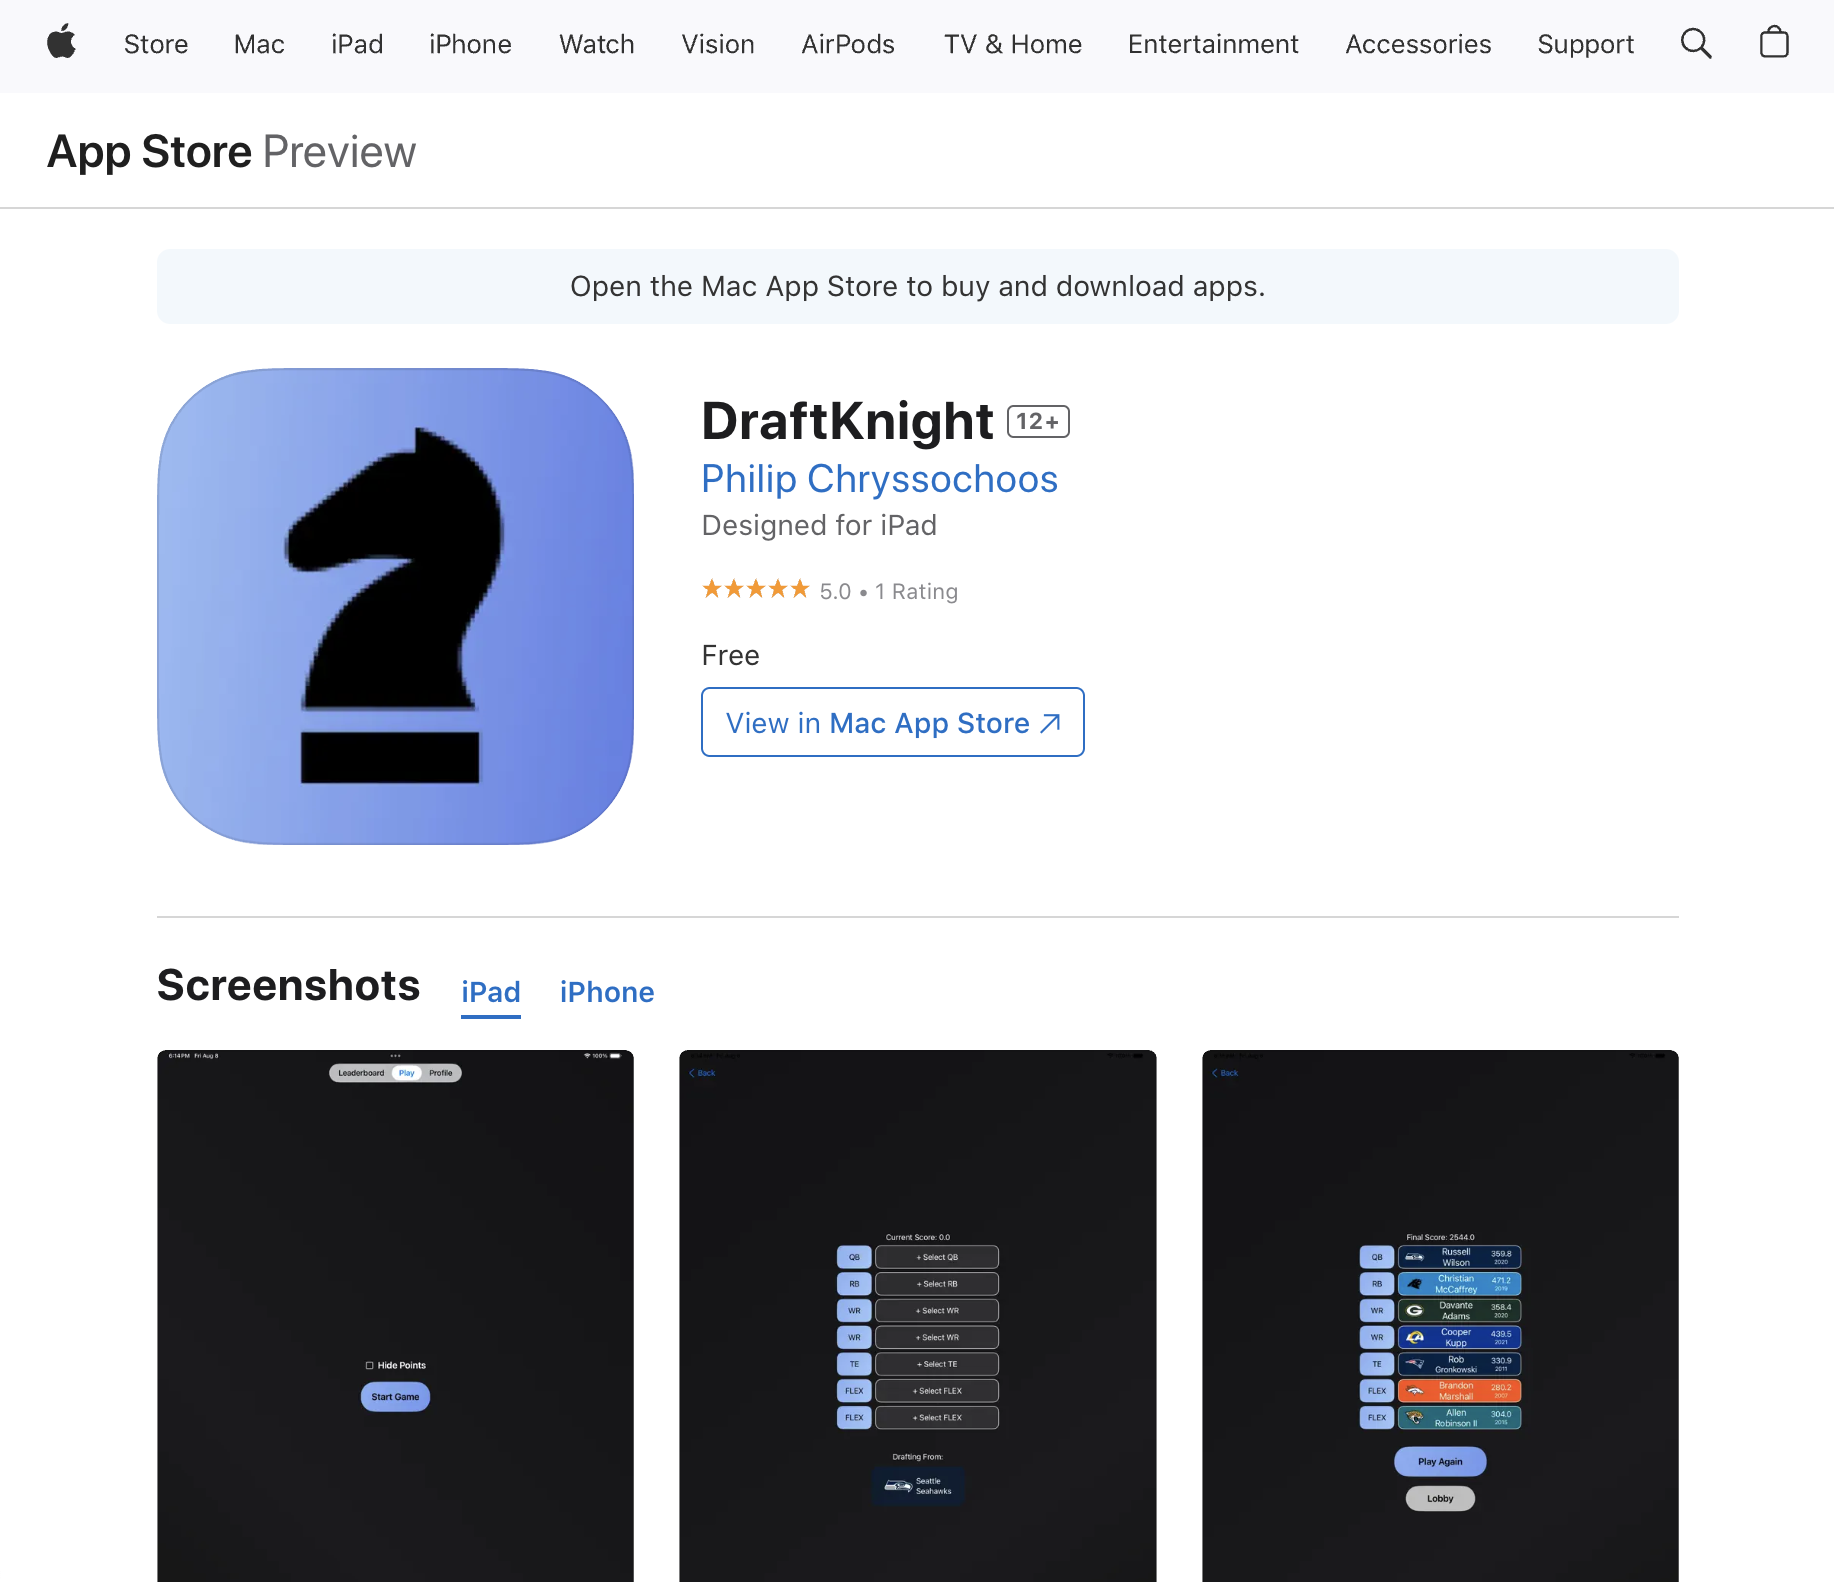 Store Mac iPad iPhone Watch Vision AirPods TV & Home Entertainment Accessories Support
App Store Preview
Open the Mac App Store to buy and download apps.
DraftKnight 12+
Philip Chryssochoos
Designed for iPad
5.0 • 1 Rating
Free
View in Mac App Store
Screenshots iPad iPhone
6:14 PM Fri Aug 8
100%
Leaderboard Play Profile
Hide Points
Start Game
Back
Current Score: 0.0
QB + Select QB
RB + Select RB
WR + Select WR
WR + Select WR
TE + Select TE
FLEX + Select FLEX
FLEX + Select FLEX
Drafting From:
Seattle
Seahawks
Back
Final Score: 2544.0
QB Russell Wilson 359.8 2020
RB Christian McCaffrey 471.2 2019
WR Davante Adams 358.4 2020
WR Cooper Kupp 439.5 2021
TE Rob Gronkowski 330.9 2011
FLEX Brandon Marshall 280.2 2007
FLEX Allen Robinson II 304.0 2015
Play Again
Lobby